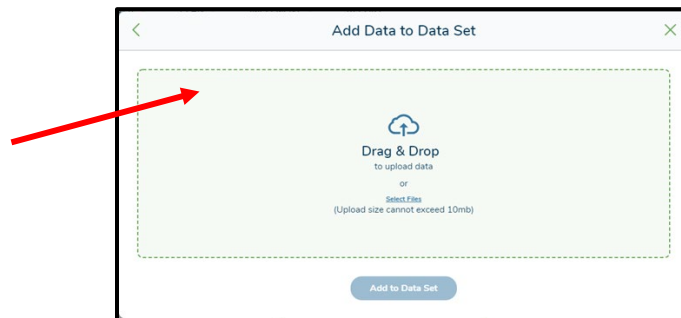 Add Data to Data Set
Drag & Drop
to upload data
or
Select Files
(Upload size cannot exceed 10mb)
Add to Data Set